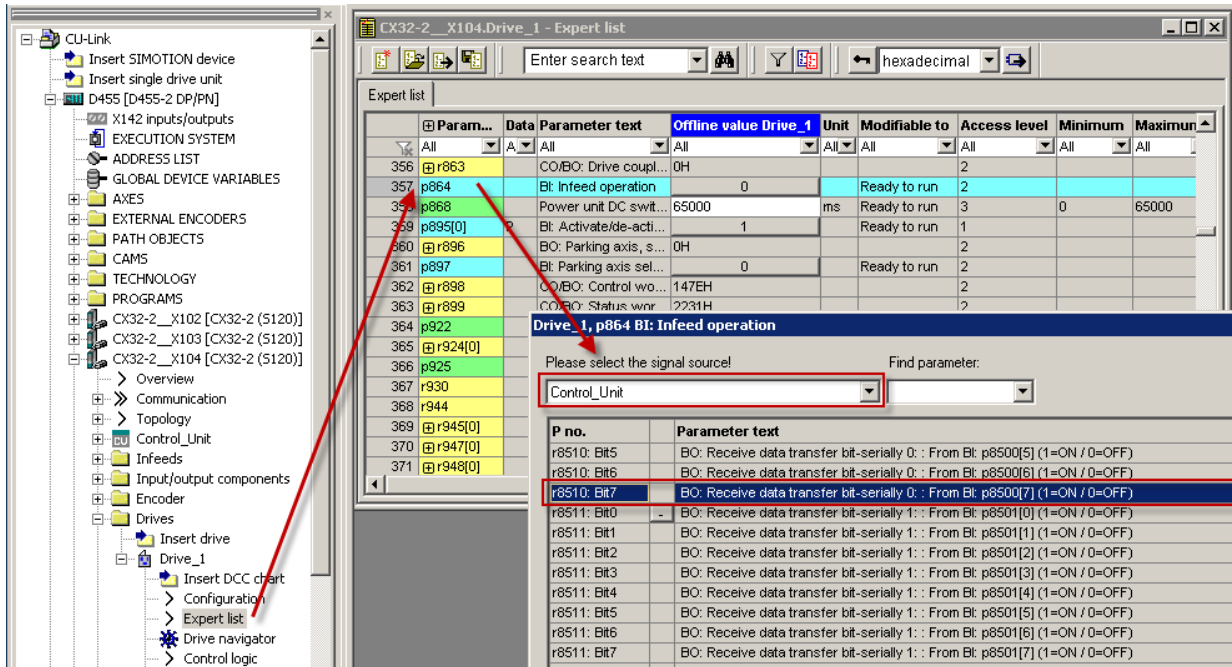 CU-Link
Insert SIMOTION device
Insert single drive unit
D455 [D455-2 DP/PN]
X142 inputs/outputs
EXECUTION SYSTEM
ADDRESS LIST
GLOBAL DEVICE VARIABLES
AXES
EXTERNAL ENCODERS
PATH OBJECTS
CAMS
TECHNOLOGY
PROGRAMS
CX32-2__X102 [CX32-2 (S120)]
CX32-2__X103 [CX32-2 (S120)]
CX32-2__X104 [CX32-2 (S120)]
Overview
Communication
Topology
Control_Unit
Infeeds
Input/output components
Encoder
Drives
Insert drive
Drive_1
Insert DCC chart
Configuration
Expert list
Drive navigator
Control logic
CX32-2__X104.Drive_1 - Expert list
Enter search text hexadecimal
Expert list
Param... Data Parameter text Offline value Drive_1 Unit Modifiable to Access level Minimum Maximum
All A All All All All All All All
356 r863 CO/BO: Drive coupl... 0H 2
357 p864 BI: Infeed operation 0 Ready to run 2
358 p868 Power unit DC swit... 65000 ms Ready to run 3 0 65000
359 p895[0] P BI: Activate/de-acti... 1 Ready to run 1
360 r896 BO: Parking axis, s... 0H 2
361 p897 BI: Parking axis sel... 0 Ready to run 2
362 r898 CO/BO: Control wo... 147EH 2
363 r899 CO/BO: Status wor... 2231H 2
364 p922
365 r924[0]
366 p925
367 r930
368 r944
369 r945[0]
370 r947[0]
371 r948[0]
Drive_1, p864 BI: Infeed operation
Please select the signal source! Find parameter:
Control_Unit
P no. Parameter text
r8510: Bit5 BO: Receive data transfer bit-serially 0: : From BI: p8500[5] (1=ON / 0=OFF)
r8510: Bit6 BO: Receive data transfer bit-serially 0: : From BI: p8500[6] (1=ON / 0=OFF)
r8510: Bit7 BO: Receive data transfer bit-serially 0: : From BI: p8500[7] (1=ON / 0=OFF)
r8511: Bit0 - BO: Receive data transfer bit-serially 1: : From BI: p8501[0] (1=ON / 0=OFF)
r8511: Bit1 BO: Receive data transfer bit-serially 1: : From BI: p8501[1] (1=ON / 0=OFF)
r8511: Bit2 BO: Receive data transfer bit-serially 1: : From BI: p8501[2] (1=ON / 0=OFF)
r8511: Bit3 BO: Receive data transfer bit-serially 1: : From BI: p8501[3] (1=ON / 0=OFF)
r8511: Bit4 BO: Receive data transfer bit-serially 1: : From BI: p8501[4] (1=ON / 0=OFF)
r8511: Bit5 BO: Receive data transfer bit-serially 1: : From BI: p8501[5] (1=ON / 0=OFF)
r8511: Bit6 BO: Receive data transfer bit-serially 1: : From BI: p8501[6] (1=ON / 0=OFF)
r8511: Bit7 BO: Receive data transfer bit-serially 1: : From BI: p8501[7] (1=ON / 0=OFF)